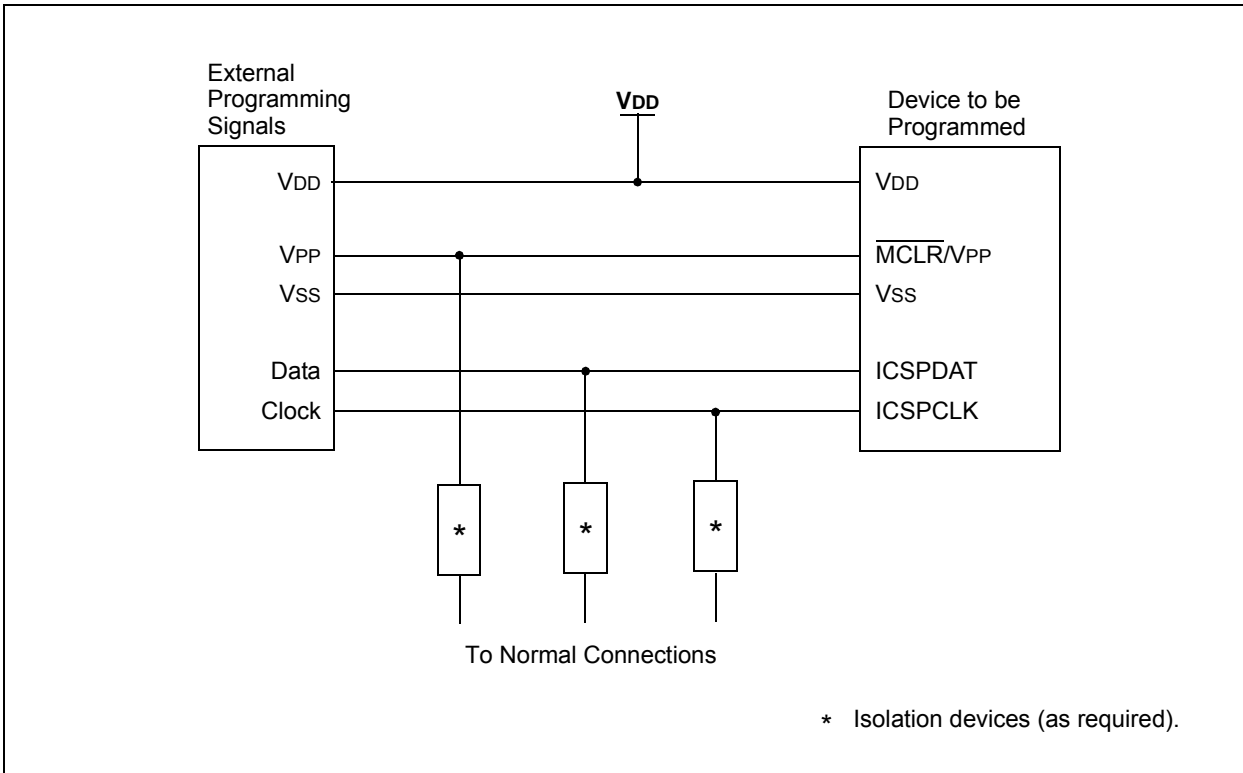 External
Programming
Signals
VDD
Device to be
Programmed
VDD
VDD
VPP
MCLR/VPP
VSS
VSS
Data
ICSPDAT
Clock
ICSPCLK
*
*
*
To Normal Connections
* Isolation devices (as required).